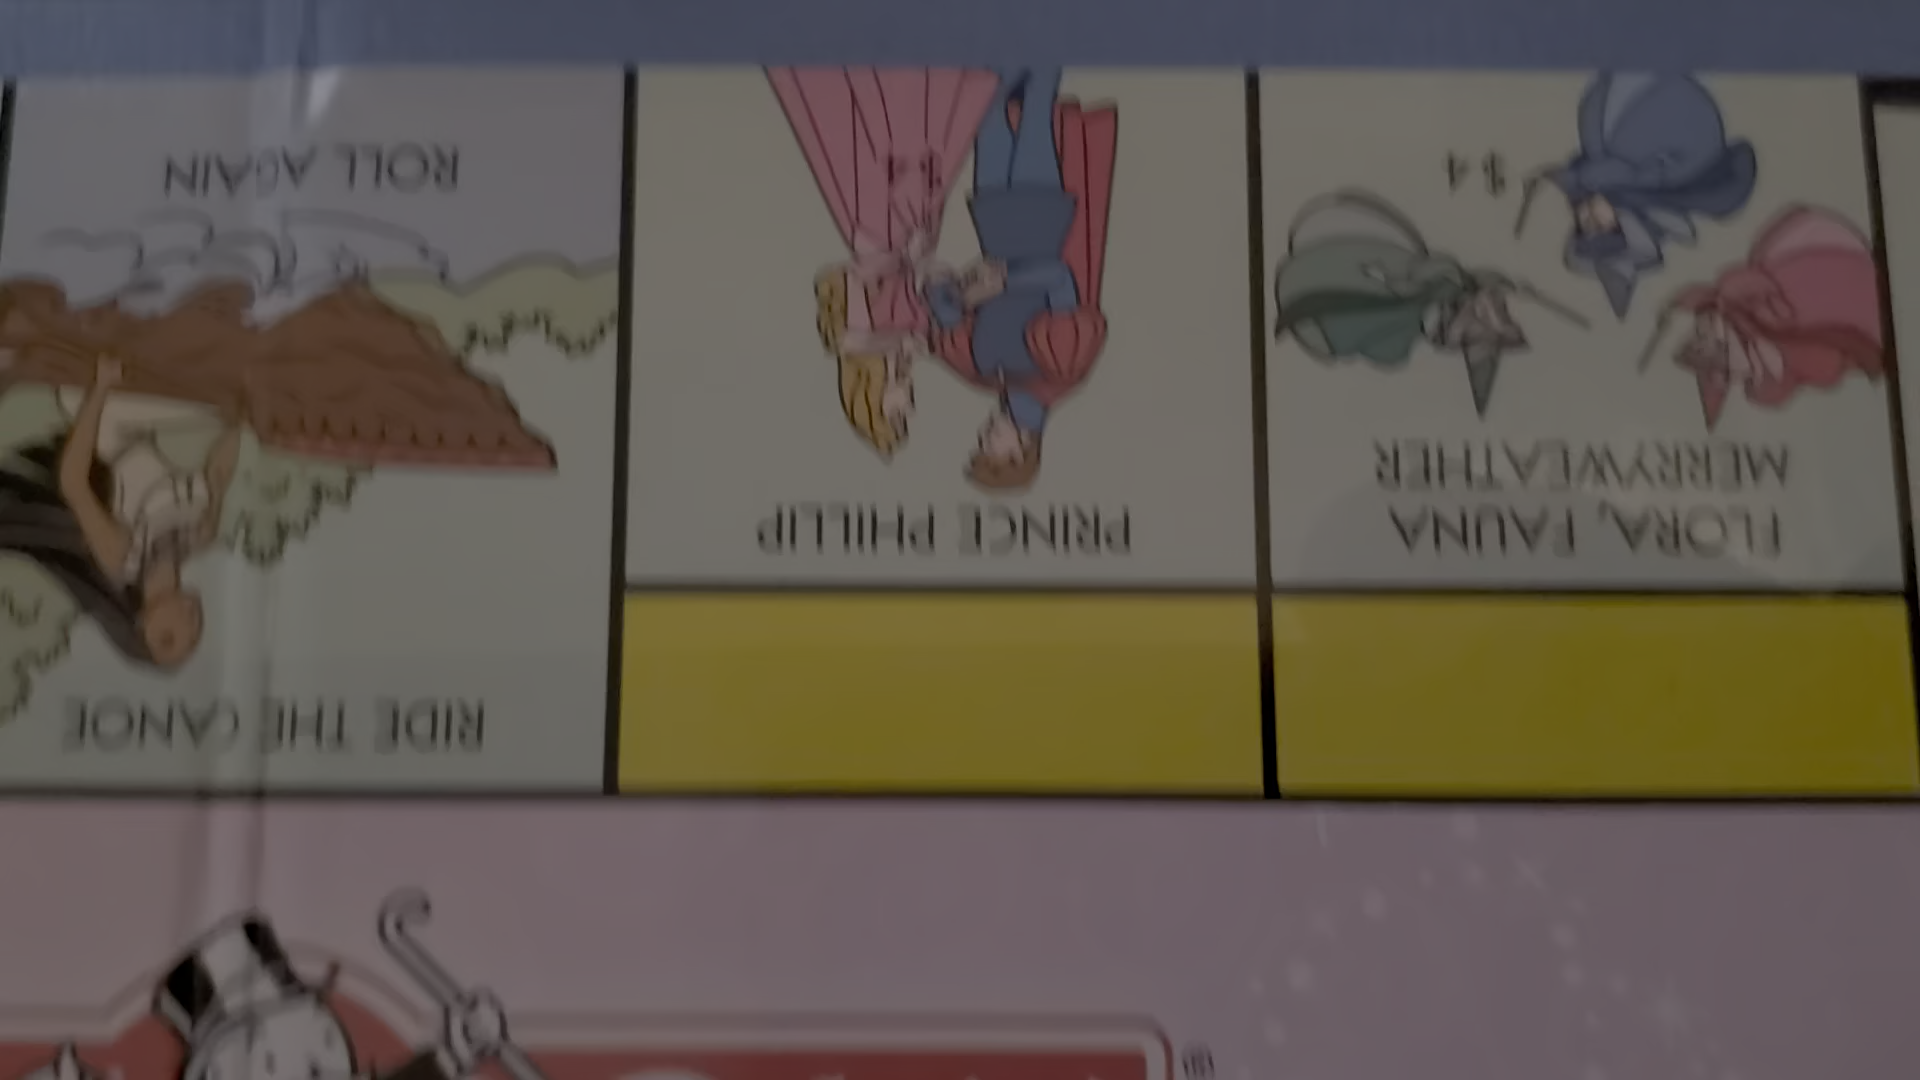 FLORA, FAUNA
MERRYWEATHER
$4
PRINCE PHILLIP
$4
RIDE THE CANOE
ROLL AGAIN
®